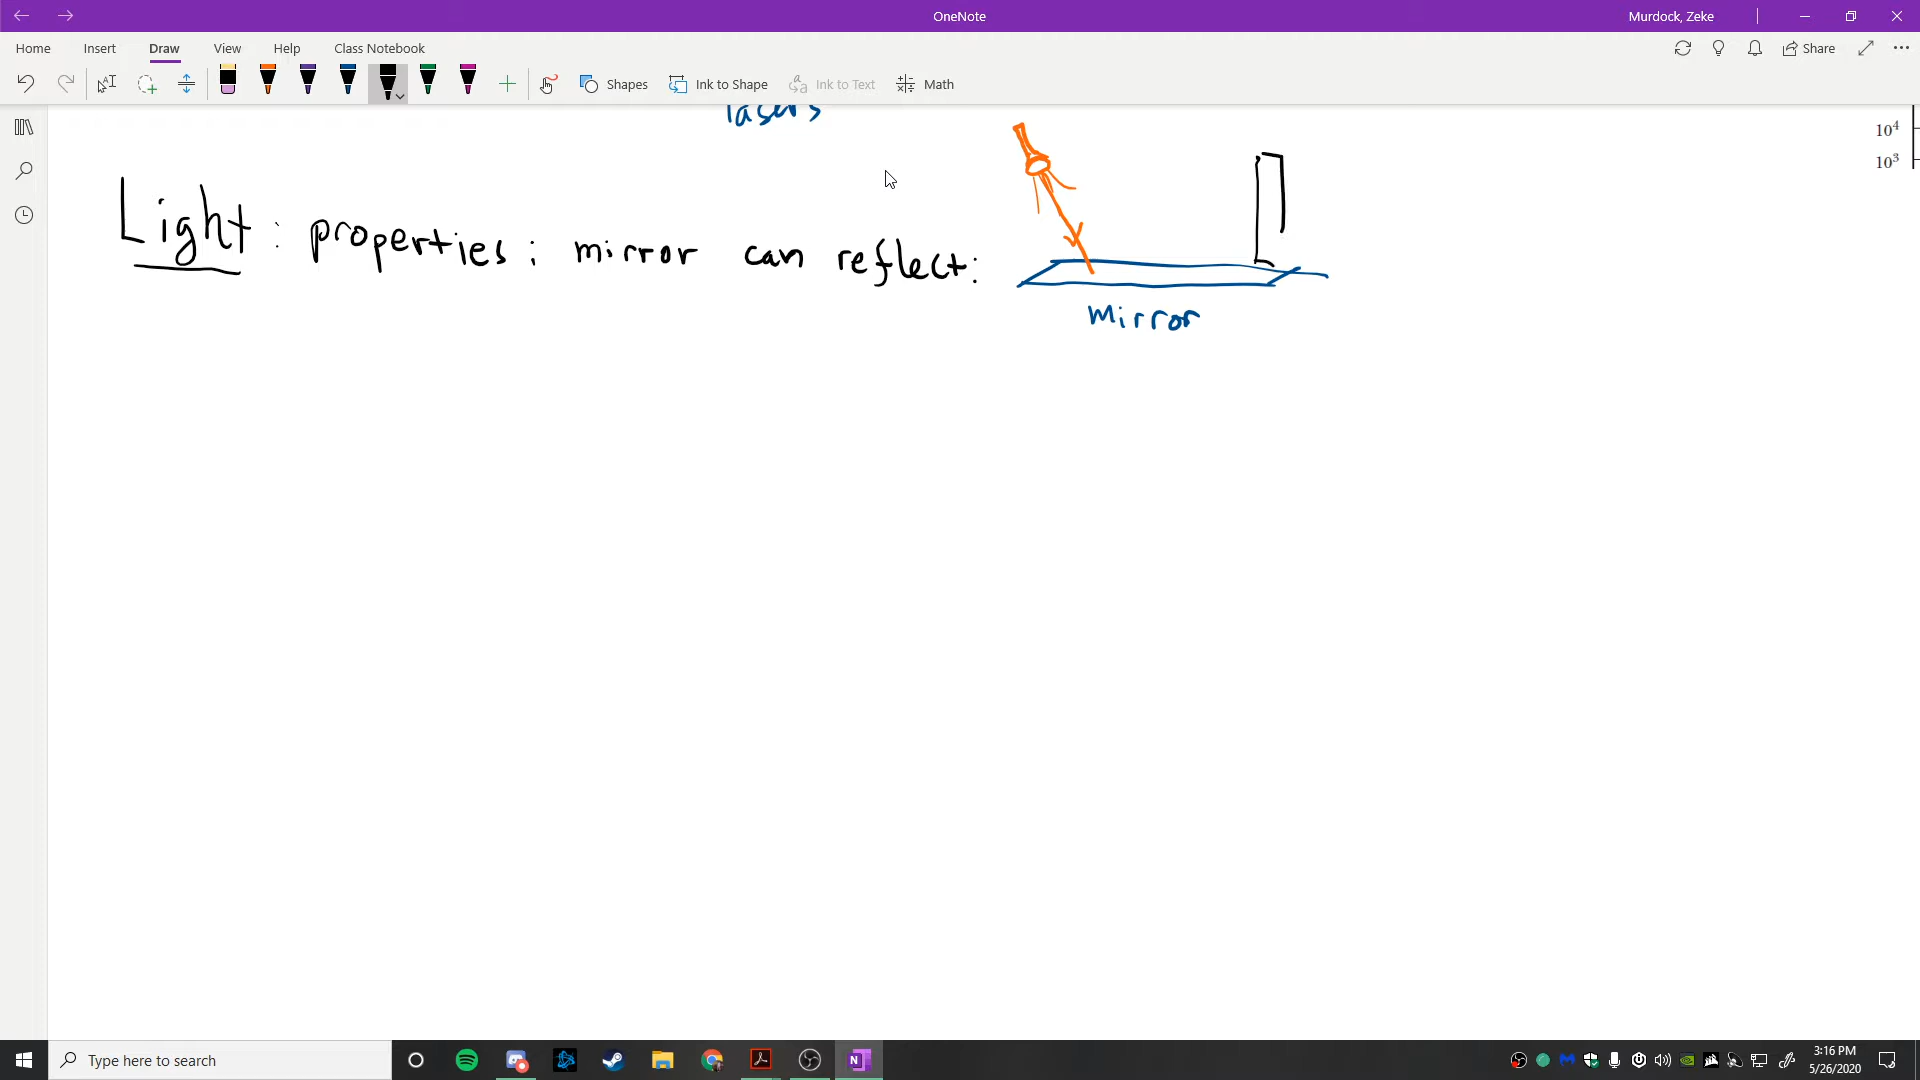 OneNote
Murdock, Zeke
Home Insert Draw View Help Class Notebook
Share
Shapes Ink to Shape Ink to Text Math
lasers
10⁴
10³
Light : properties ; mirror can reflect:
mirror
Type here to search
3:16 PM
5/26/2020